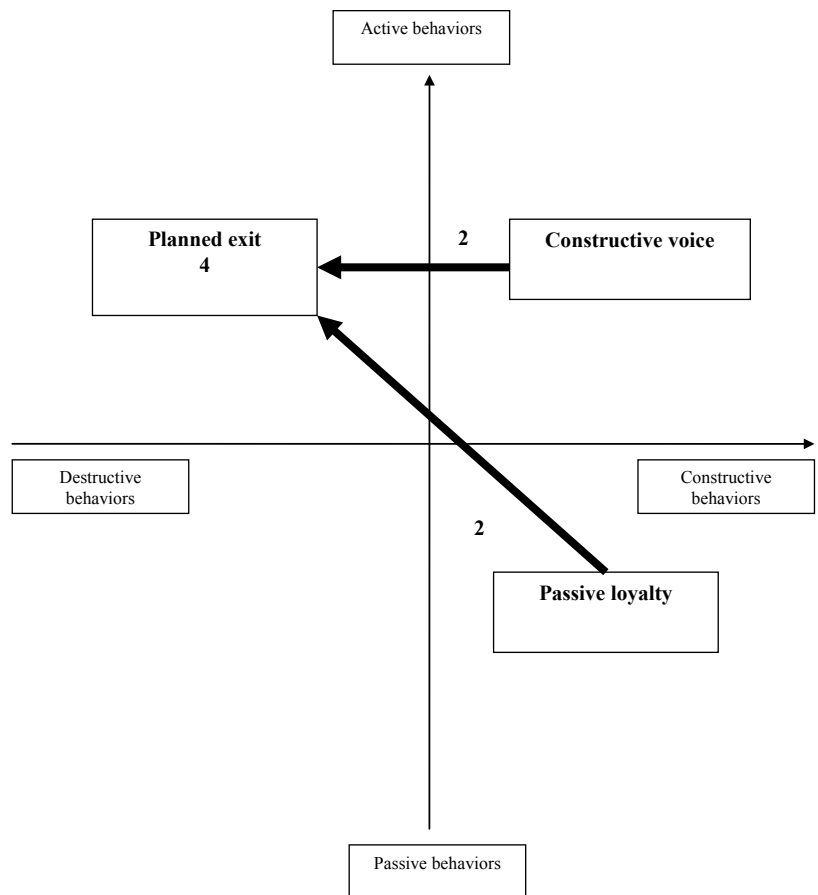 Active behaviors
Planned exit
4
2
Constructive voice
Destructive
behaviors
Constructive
behaviors
2
Passive loyalty
Passive behaviors